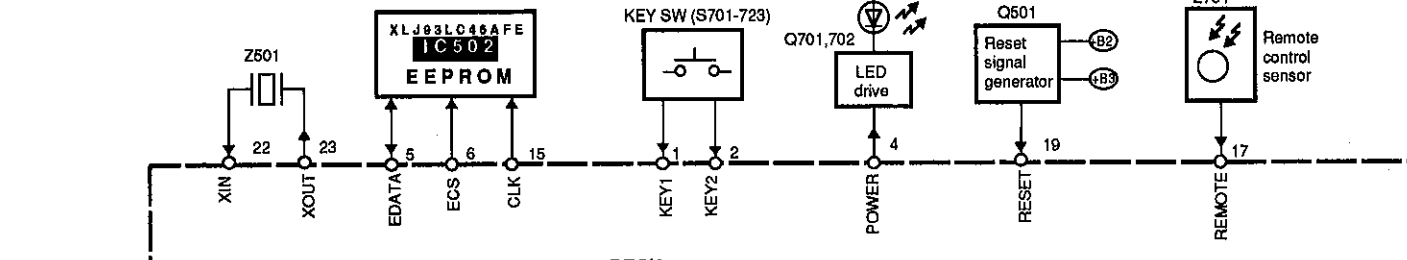 KEY SW (S701-723)
Q501
XLJ93LC46AFE
IC502
EEPROM
Q701,702
Z501
LED
drive
Reset
signal
generator
+B2
+B3
Remote
control
sensor
22
23
5
6
15
1
2
4
19
17
XIN
XOUT
EDATA
ECS
CLK
KEY1
KEY2
POWER
RESET
REMOTE